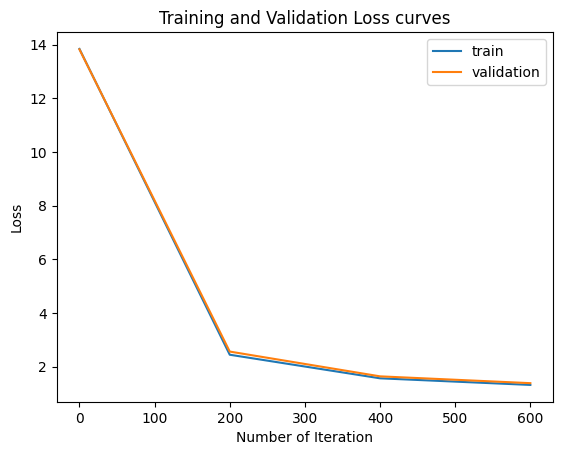 Training and Validation Loss curves
train
validation
14
12
10
8
6
4
2
Loss
0 100 200 300 400 500 600
Number of Iteration